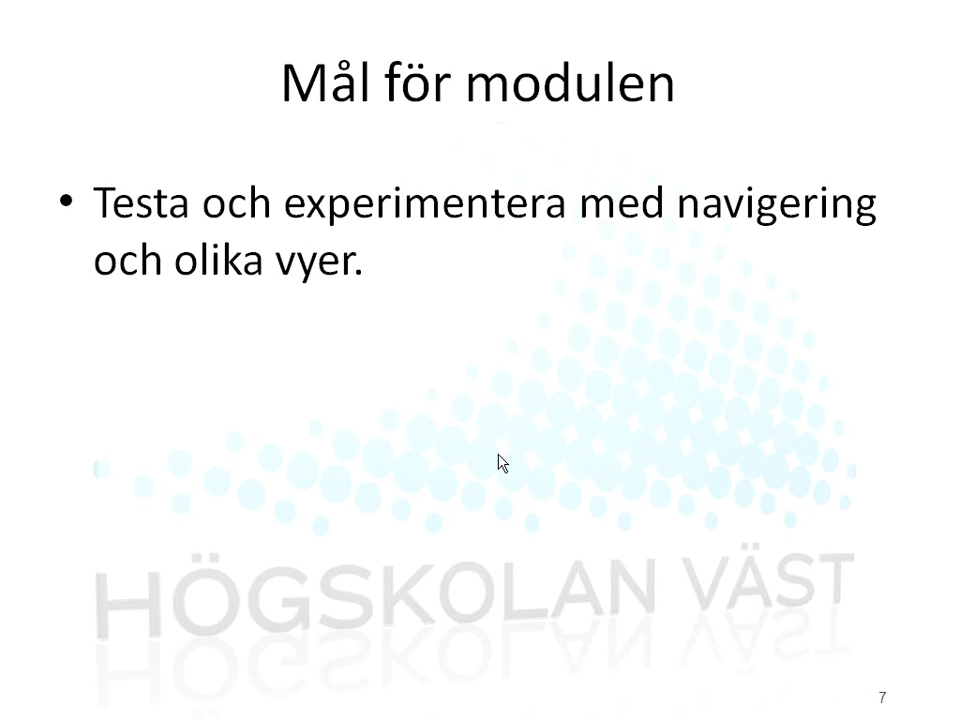 Mål för modulen
• Testa och experimentera med navigering
och olika vyer.
HÖGSKOLAN VÄST
7